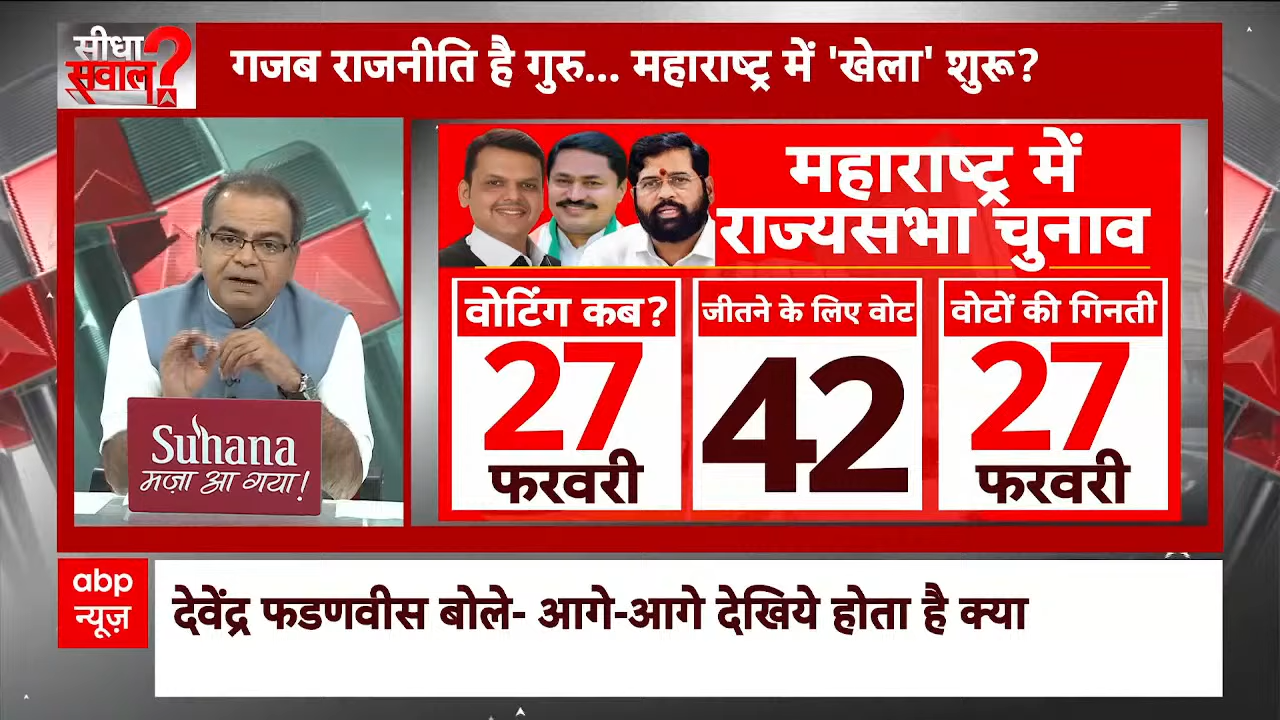 सीधा
सवाल?
गजब राजनीति है गुरु... महाराष्ट्र में 'खेला' शुरू?
महाराष्ट्र में
राज्यसभा चुनाव
वोटिंग कब?
27
फरवरी
जीतने के लिए वोट
42
वोटों की गिनती
27
फरवरी
Suhana
मज़ा आ गया!
abp
न्यूज़
देवेंद्र फडणवीस बोले- आगे-आगे देखिये होता है क्या